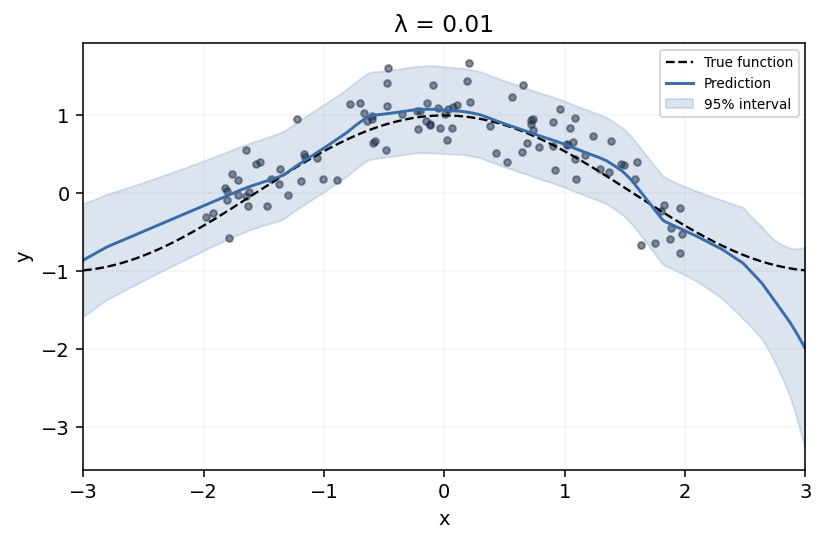 λ = 0.01
True function
Prediction
95% interval
y
1
0
−1
−2
−3
−3 −2 −1 0 1 2 3
x